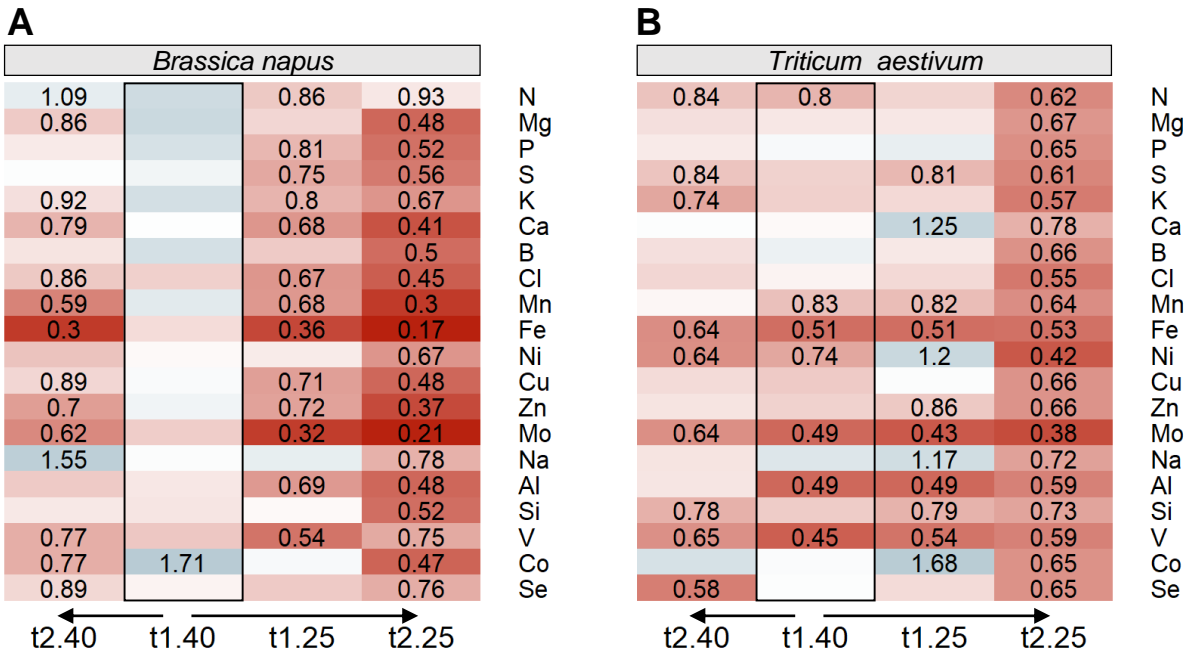 A
B
Brassica napus
Triticum aestivum
1.09 0.86 0.93 N 0.84 0.8 0.62 N
0.86 0.48 Mg 0.67 Mg
0.81 0.52 P 0.65 P
0.75 0.56 S 0.84 0.81 0.61 S
0.92 0.8 0.67 K 0.74 0.57 K
0.79 0.68 0.41 Ca 1.25 0.78 Ca
0.5 B 0.66 B
0.86 0.67 0.45 Cl 0.55 Cl
0.59 0.68 0.3 Mn 0.83 0.82 0.64 Mn
0.3 0.36 0.17 Fe 0.64 0.51 0.51 0.53 Fe
0.67 Ni 0.64 0.74 1.2 0.42 Ni
0.89 0.71 0.48 Cu 0.66 Cu
0.7 0.72 0.37 Zn 0.86 0.66 Zn
0.62 0.32 0.21 Mo 0.64 0.49 0.43 0.38 Mo
1.55 0.78 Na 1.17 0.72 Na
0.69 0.48 Al 0.49 0.49 0.59 Al
0.52 Si 0.78 0.79 0.73 Si
0.77 0.54 0.75 V 0.65 0.45 0.54 0.59 V
0.77 1.71 0.47 Co 1.68 0.65 Co
0.89 0.76 Se 0.58 0.65 Se
t2.40 t1.40 t1.25 t2.25 t2.40 t1.40 t1.25 t2.25